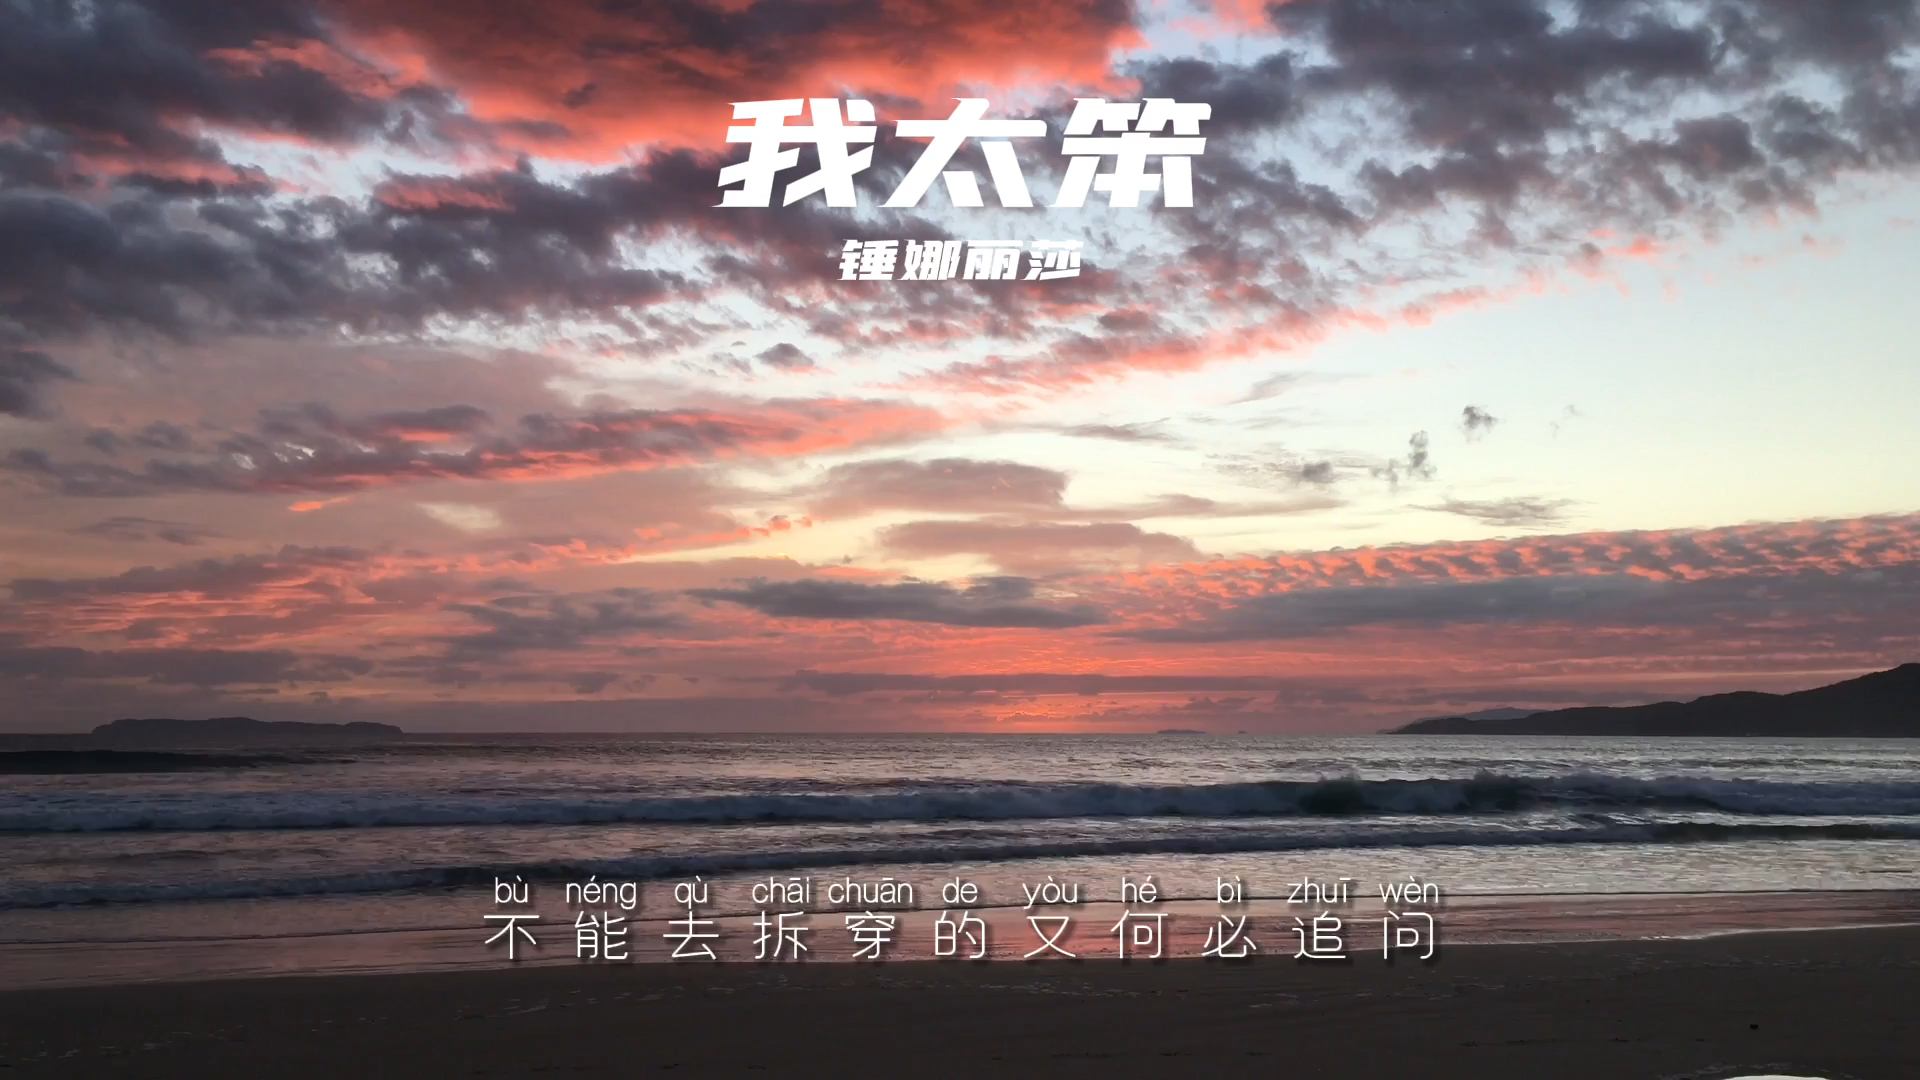 我太笨
锤娜丽莎
bù néng qù chāi chuān de yòu hé bì zhuī wèn
不能去拆穿的又何必追问